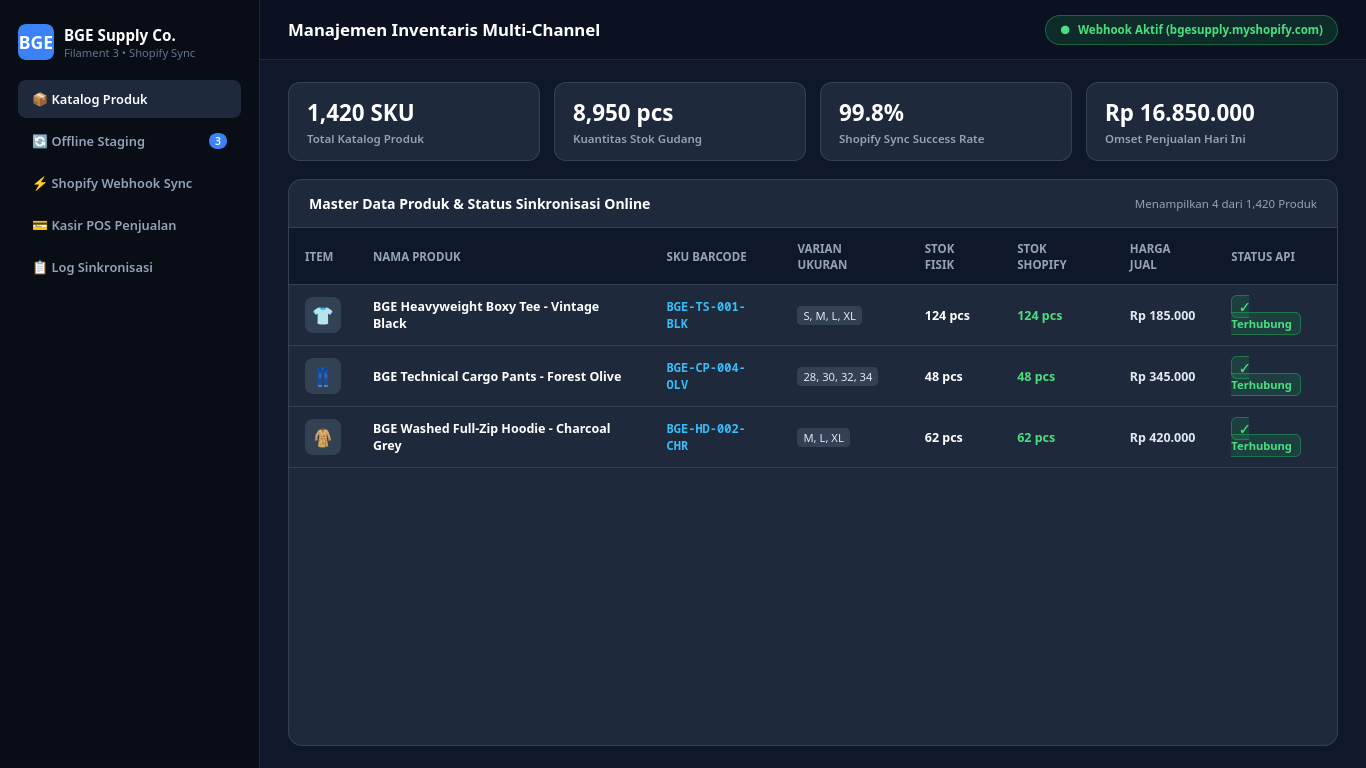 BGE
BGE Supply Co.
Filament 3 • Shopify Sync
📦 Katalog Produk
🔄 Offline Staging 3
⚡ Shopify Webhook Sync
💳 Kasir POS Penjualan
📋 Log Sinkronisasi
Manajemen Inventaris Multi-Channel
Webhook Aktif (bgesupply.myshopify.com)
1,420 SKU
Total Katalog Produk
8,950 pcs
Kuantitas Stok Gudang
99.8%
Shopify Sync Success Rate
Rp 16.850.000
Omset Penjualan Hari Ini
Master Data Produk & Status Sinkronisasi Online
Menampilkan 4 dari 1,420 Produk
ITEM
NAMA PRODUK
SKU BARCODE
VARIAN
UKURAN
STOK
FISIK
STOK
SHOPIFY
HARGA
JUAL
STATUS API
BGE Heavyweight Boxy Tee - Vintage
Black
BGE-TS-001-
BLK
S, M, L, XL
124 pcs
124 pcs
Rp 185.000
✓
Terhubung
BGE Technical Cargo Pants - Forest Olive
BGE-CP-004-
OLV
28, 30, 32, 34
48 pcs
48 pcs
Rp 345.000
✓
Terhubung
BGE Washed Full-Zip Hoodie - Charcoal
Grey
BGE-HD-002-
CHR
M, L, XL
62 pcs
62 pcs
Rp 420.000
✓
Terhubung